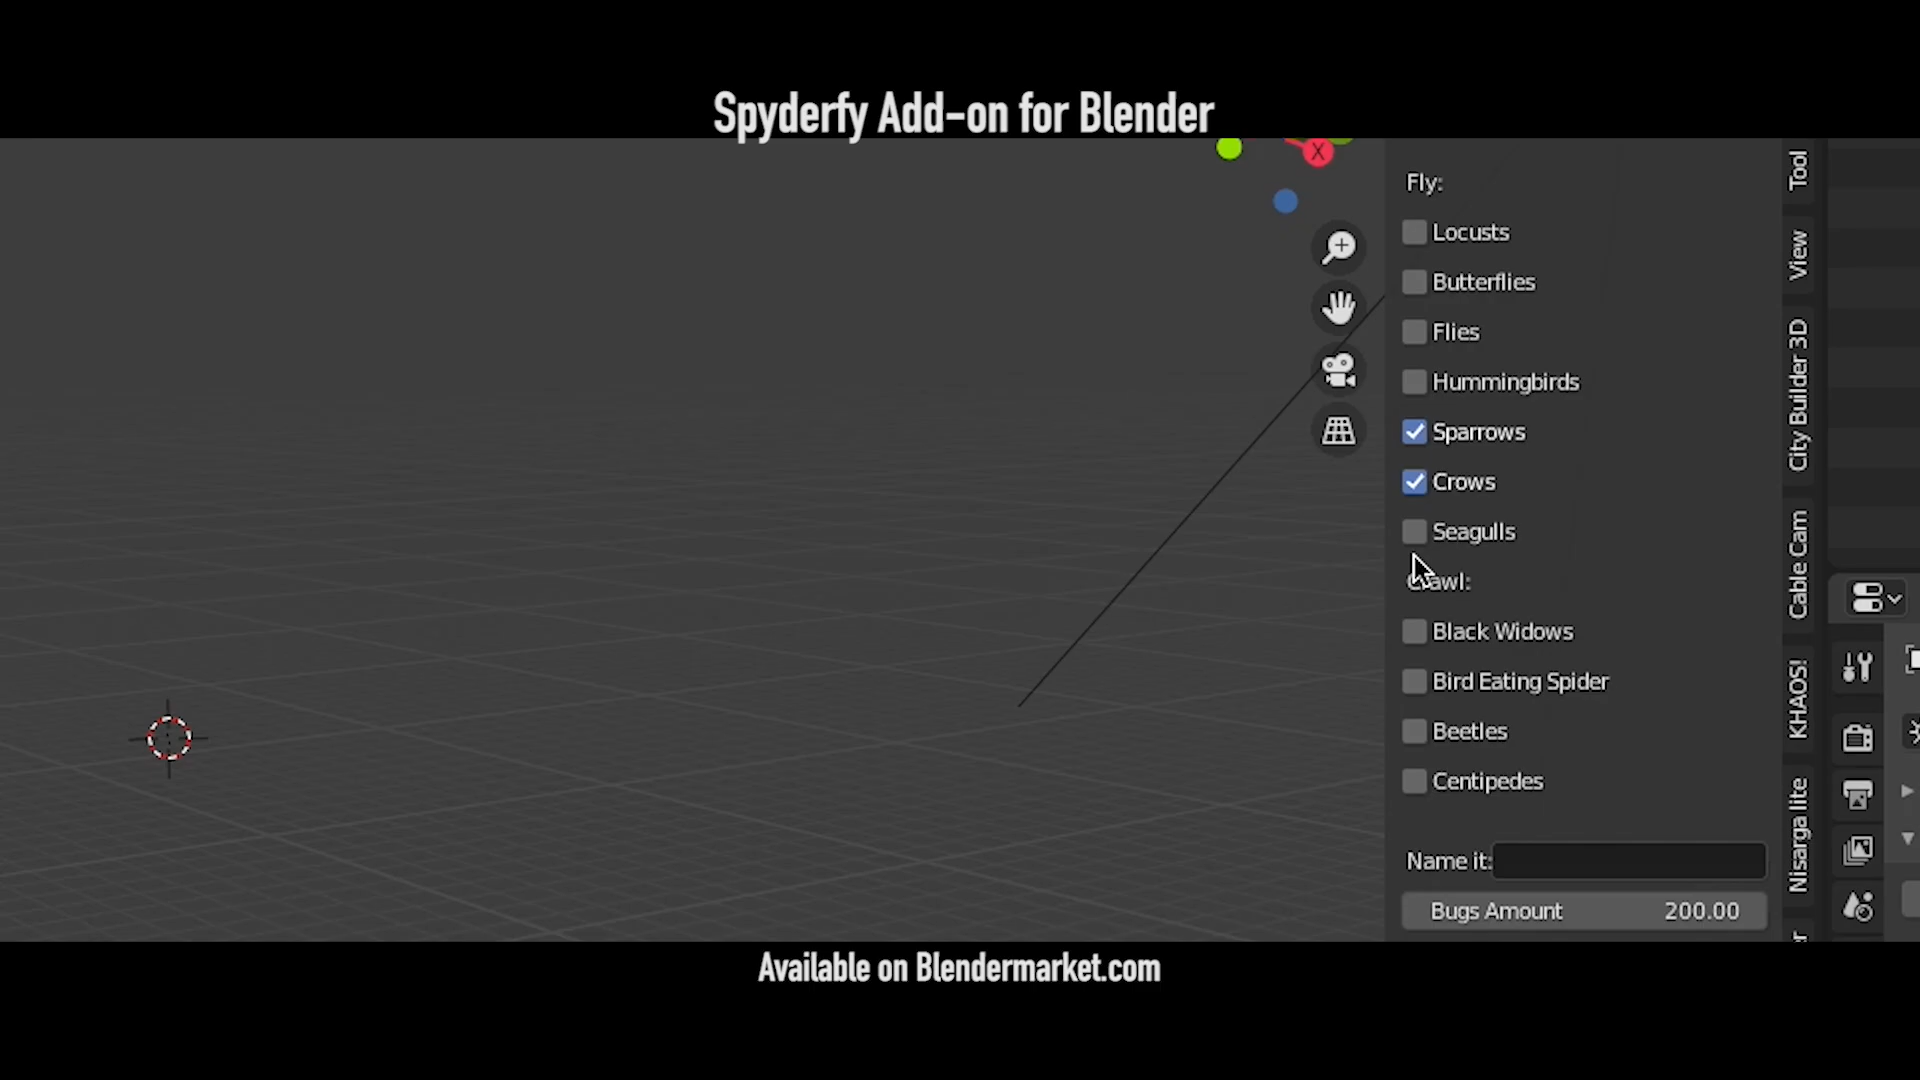 Spyderfy Add-on for Blender
X
Fly:
Locusts
Butterflies
Flies
Hummingbirds
Sparrows
Crows
Seagulls
Crawl:
Black Widows
Bird Eating Spider
Beetles
Centipedes
Name it:
Bugs Amount 200.00
Tool
View
City Builder 3D
Cable Cam
KHAOS!
Nisarga lite
Available on Blendermarket.com